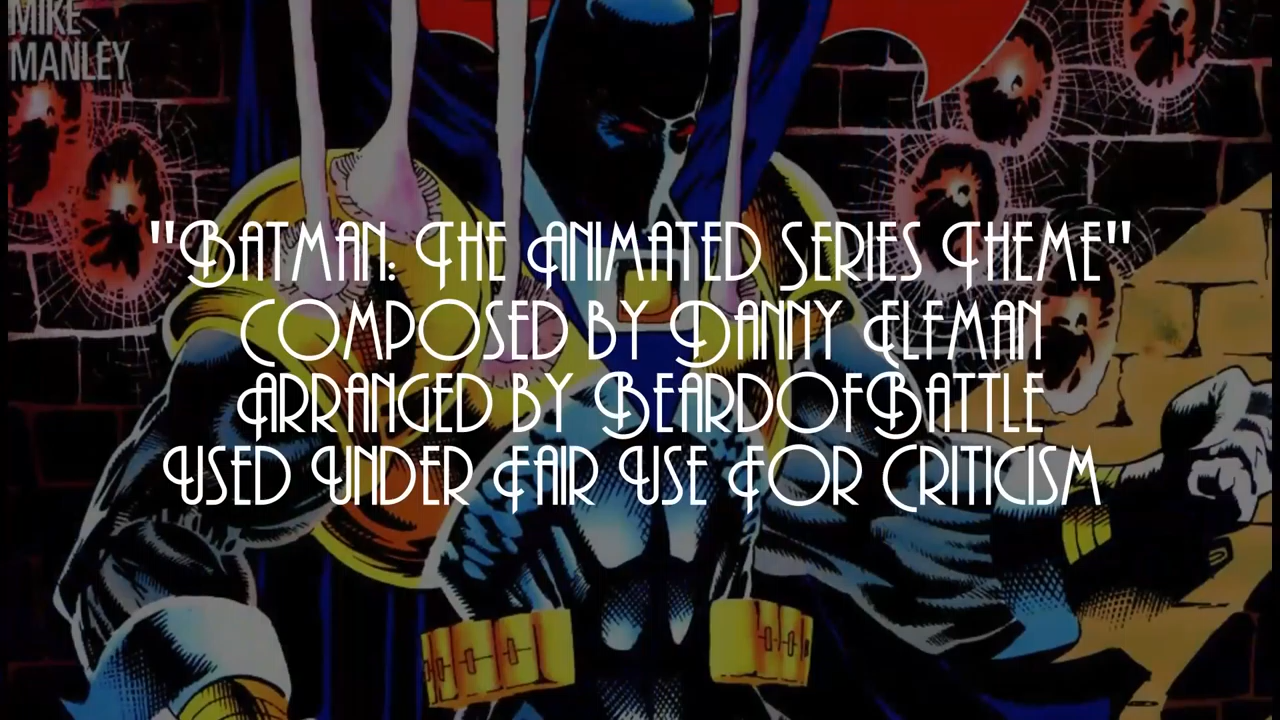 MIKE
MANLEY
"Batman: The Animated Series Theme"
Composed by Danny Elfman
Arranged by BeardofBattle
Used Under Fair Use For Criticism